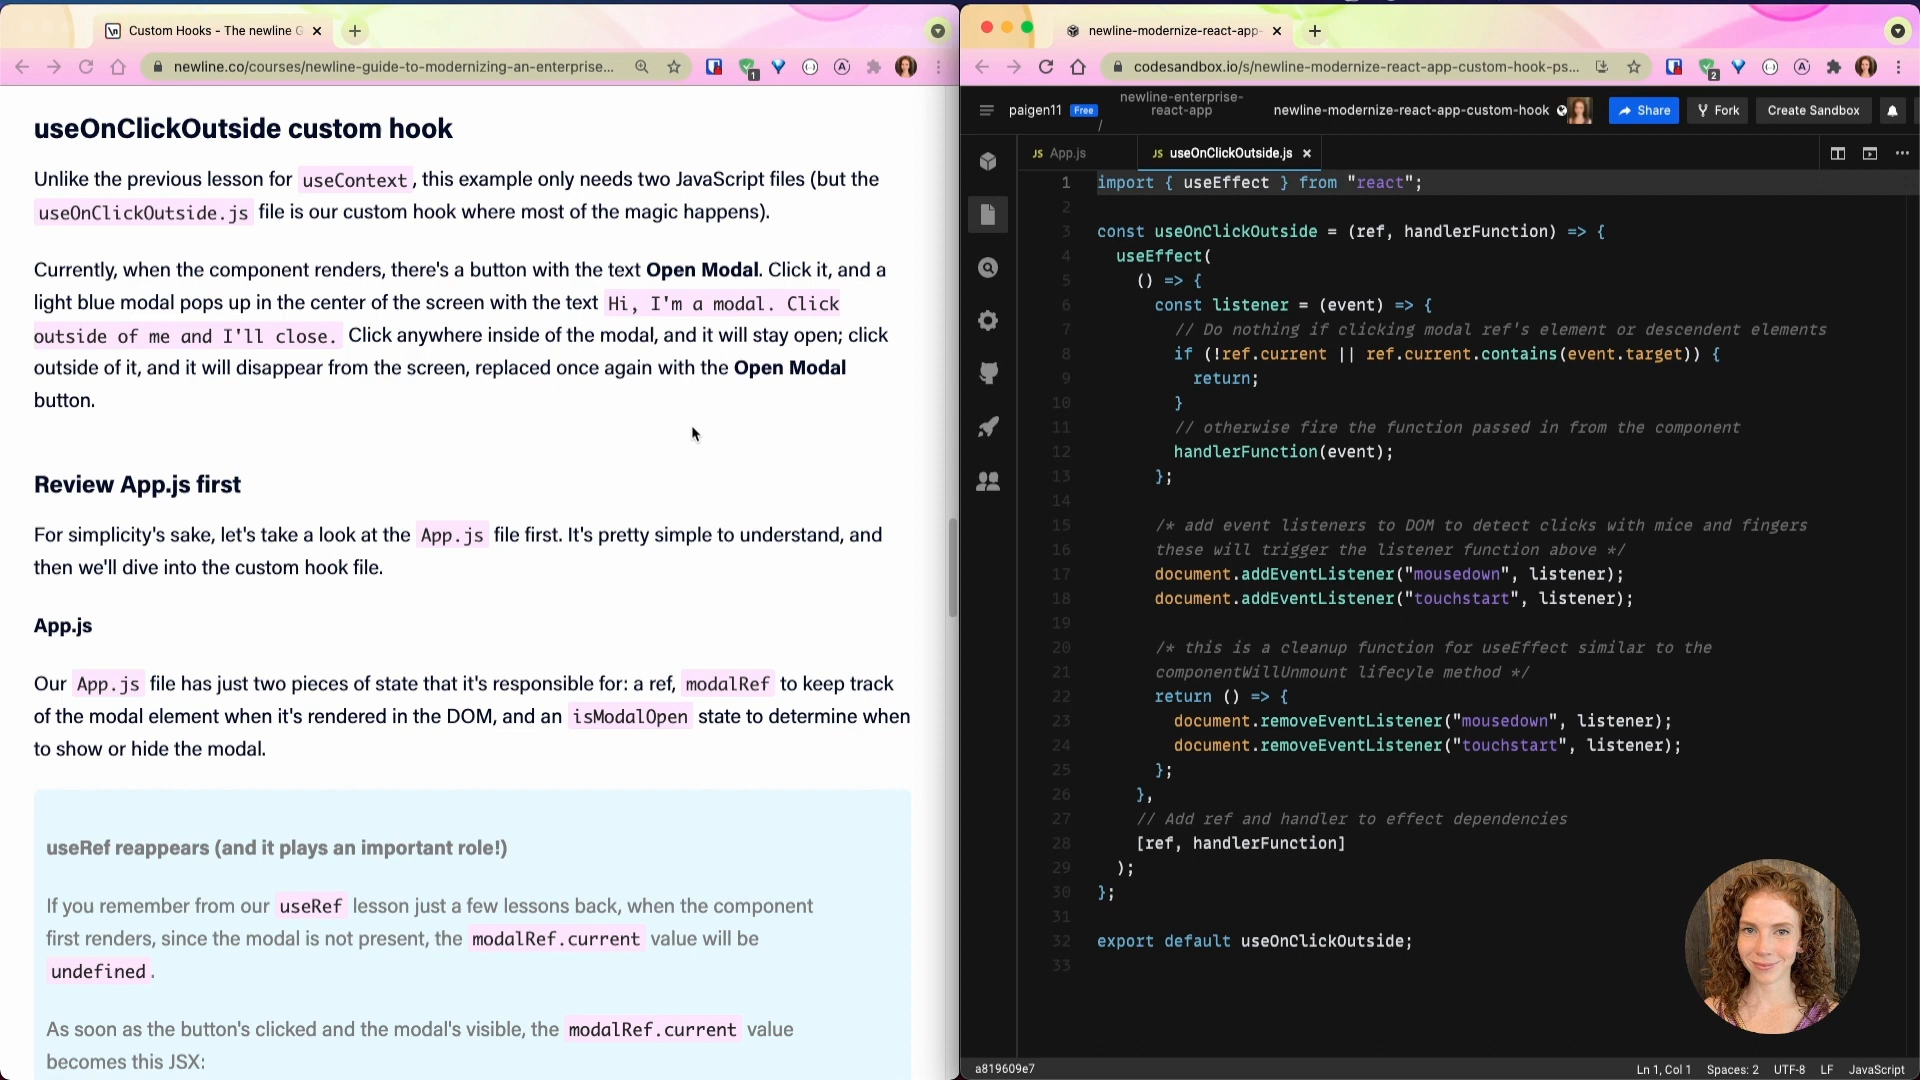 Custom Hooks - The newline G
newline.co/courses/newline-guide-to-modernizing-an-enterprise...
1
useOnClickOutside custom hook
Unlike the previous lesson for useContext, this example only needs two JavaScript files (but the
useOnClickOutside.js file is our custom hook where most of the magic happens).
Currently, when the component renders, there's a button with the text Open Modal. Click it, and a
light blue modal pops up in the center of the screen with the text Hi, I'm a modal. Click
outside of me and I'll close. Click anywhere inside of the modal, and it will stay open; click
outside of it, and it will disappear from the screen, replaced once again with the Open Modal
button.
Review App.js first
For simplicity's sake, let's take a look at the App.js file first. It's pretty simple to understand, and
then we'll dive into the custom hook file.
App.js
Our App.js file has just two pieces of state that it's responsible for: a ref, modalRef to keep track
of the modal element when it's rendered in the DOM, and an isModalOpen state to determine when
to show or hide the modal.
useRef reappears (and it plays an important role!)
If you remember from our useRef lesson just a few lessons back, when the component
first renders, since the modal is not present, the modalRef.current value will be
undefined.
As soon as the button's clicked and the modal's visible, the modalRef.current value
becomes this JSX:
newline-modernize-react-app-
codesandbox.io/s/newline-modernize-react-app-custom-hook-ps...
2
paigen11 Free newline-enterprise-
react-app
/
newline-modernize-react-app-custom-hook
Share
Fork
Create Sandbox
JS App.js
JS useOnClickOutside.js
1 import { useEffect } from "react";
2
3 const useOnClickOutside = (ref, handlerFunction) => {
4 useEffect(
5 () => {
6 const listener = (event) => {
7 // Do nothing if clicking modal ref's element or descendent elements
8 if (!ref.current || ref.current.contains(event.target)) {
9 return;
10 }
11 // otherwise fire the function passed in from the component
12 handlerFunction(event);
13 };
14
15 /* add event listeners to DOM to detect clicks with mice and fingers
16 these will trigger the listener function above */
17 document.addEventListener("mousedown", listener);
18 document.addEventListener("touchstart", listener);
19
20 /* this is a cleanup function for useEffect similar to the
21 componentWillUnmount lifecyle method */
22 return () => {
23 document.removeEventListener("mousedown", listener);
24 document.removeEventListener("touchstart", listener);
25 };
26 },
27 // Add ref and handler to effect dependencies
28 [ref, handlerFunction]
29 );
30 };
31
32 export default useOnClickOutside;
33
a819609e7
Ln 1, Col 1 Spaces: 2 UTF-8 LF JavaScript